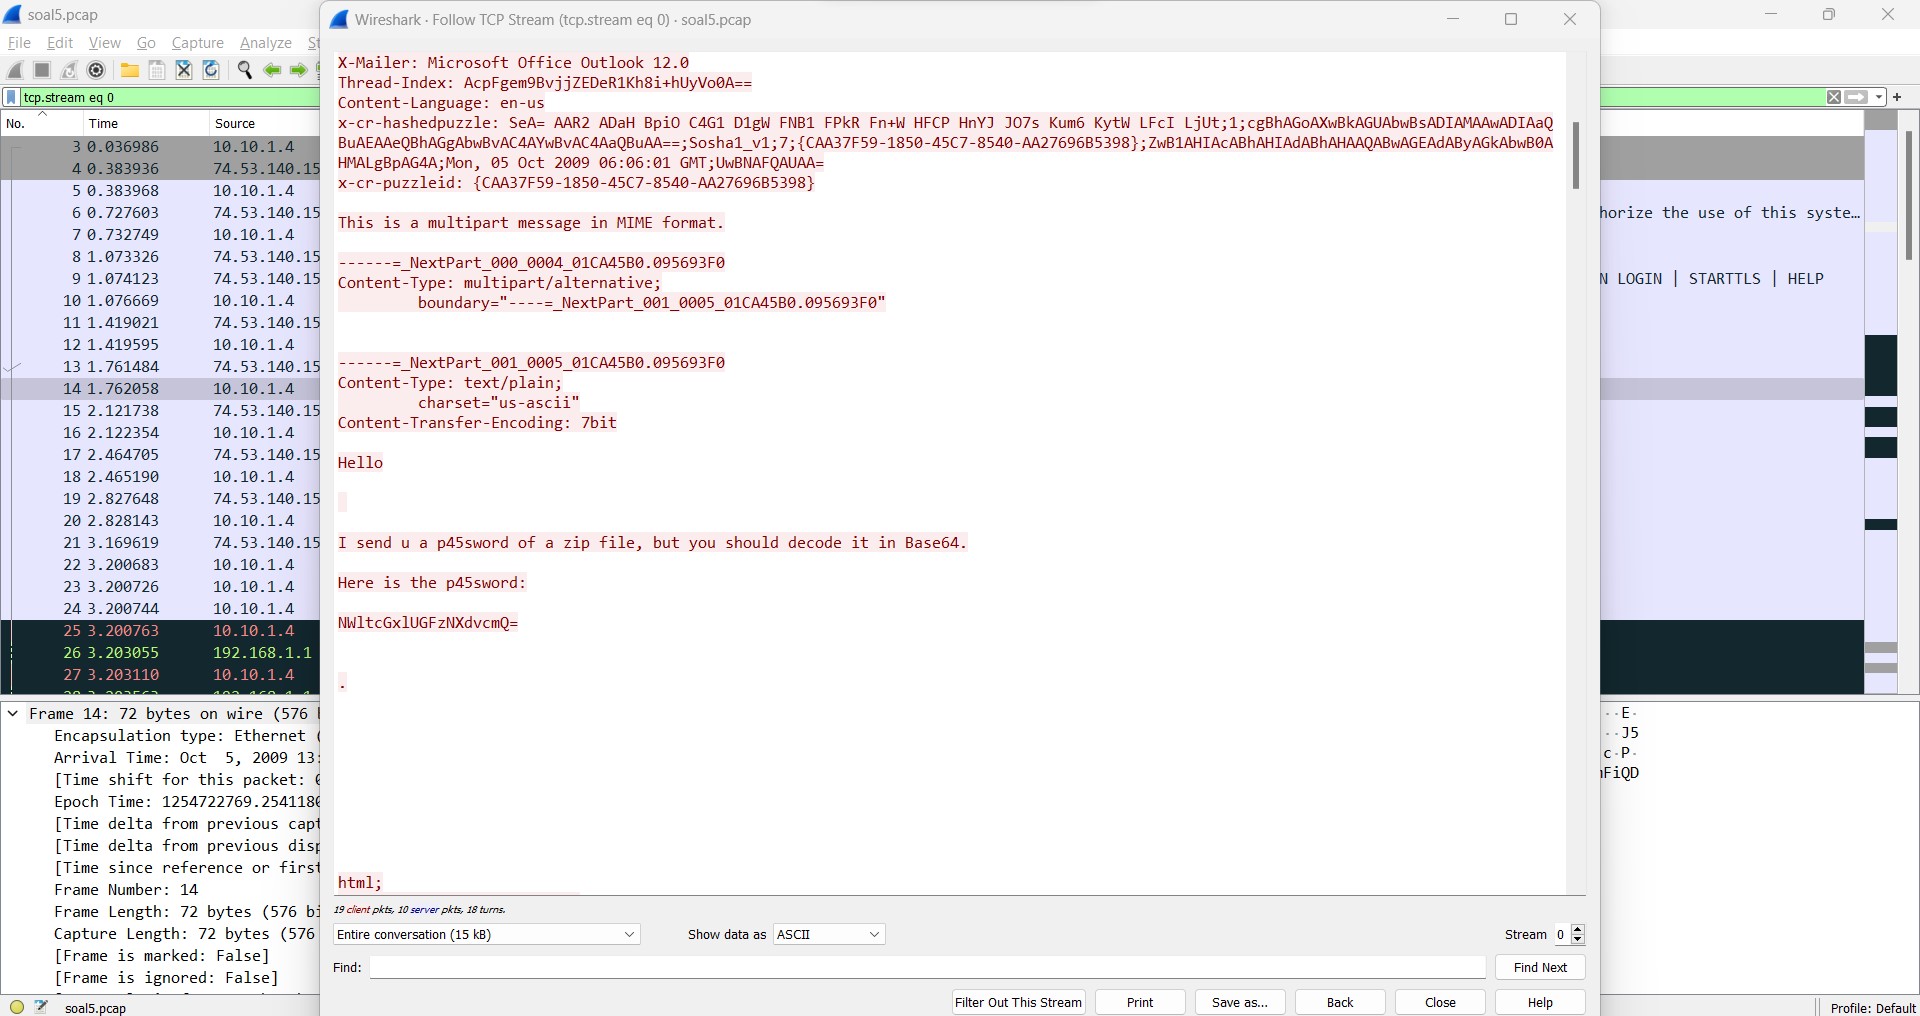 soal5.pcap
File Edit View Go Capture Analyze
tcp.stream eq 0
No. Time Source
3 0.036986 10.10.1.4
4 0.383936 74.53.140.15
5 0.383968 10.10.1.4
6 0.727603 74.53.140.15
7 0.732749 10.10.1.4
8 1.073326 74.53.140.15
9 1.074123 74.53.140.15
10 1.076669 10.10.1.4
11 1.419021 74.53.140.15
12 1.419595 10.10.1.4
13 1.761484 74.53.140.15
14 1.762058 10.10.1.4
15 2.121738 74.53.140.15
16 2.122354 10.10.1.4
17 2.464705 74.53.140.15
18 2.465190 10.10.1.4
19 2.827648 74.53.140.15
20 2.828143 10.10.1.4
21 3.169619 74.53.140.15
22 3.200683 10.10.1.4
23 3.200726 10.10.1.4
24 3.200744 10.10.1.4
25 3.200763 10.10.1.4
26 3.203055 192.168.1.1
27 3.203110 10.10.1.4
Frame 14: 72 bytes on wire (576
Encapsulation type: Ethernet (
Arrival Time: Oct 5, 2009 13:
[Time shift for this packet:
Epoch Time: 1254722769.2541180
[Time delta from previous capt
[Time delta from previous disp
[Time since reference or first
Frame Number: 14
Frame Length: 72 bytes (576 bi
Capture Length: 72 bytes (576
[Frame is marked: False]
[Frame is ignored: False]
soal5.pcap
Wireshark · Follow TCP Stream (tcp.stream eq 0) · soal5.pcap
X-Mailer: Microsoft Office Outlook 12.0
Thread-Index: AcpFgem9BvjjZEDeR1Kh8i+hUyVo0A==
Content-Language: en-us
x-cr-hashedpuzzle: SeA= AAR2 ADaH BpiO C4G1 D1gW FNB1 FPkR Fn+W HFCP HnYJ JO7s Kum6 KytW LFcI LjUt;1;cgBhAGoAXwBkAGUAbwBsADIAMAAwADIAaQ
BuAEAAeQBhAGgAbwBvAC4AYwBvAC4AaQBuAA==;Sosha1_v1;7;{CAA37F59-1850-45C7-8540-AA27696B5398};ZwB1AHIAcABhAHIAdABhAHAAQABwAGEAdAByAGkAbwB0A
HMALgBpAG4A;Mon, 05 Oct 2009 06:06:01 GMT;UwBNAFQAUAA=
x-cr-puzzleid: {CAA37F59-1850-45C7-8540-AA27696B5398}
This is a multipart message in MIME format.
------=_NextPart_000_0004_01CA45B0.095693F0
Content-Type: multipart/alternative;
boundary="----=_NextPart_001_0005_01CA45B0.095693F0"
------=_NextPart_001_0005_01CA45B0.095693F0
Content-Type: text/plain;
charset="us-ascii"
Content-Transfer-Encoding: 7bit
Hello
I send u a p45sword of a zip file, but you should decode it in Base64.
Here is the p45sword:
NWltcGxlUGFzNXdvcmQ=
.
html;
19 client pkts, 10 server pkts, 18 turns.
Entire conversation (15 kB) Show data as ASCII Stream 0
Find: Find Next
Filter Out This Stream Print Save as... Back Close Help
horize the use of this syste…
N LOGIN | STARTTLS | HELP
··E·
··J5
c·P·
FiQD
Profile: Default